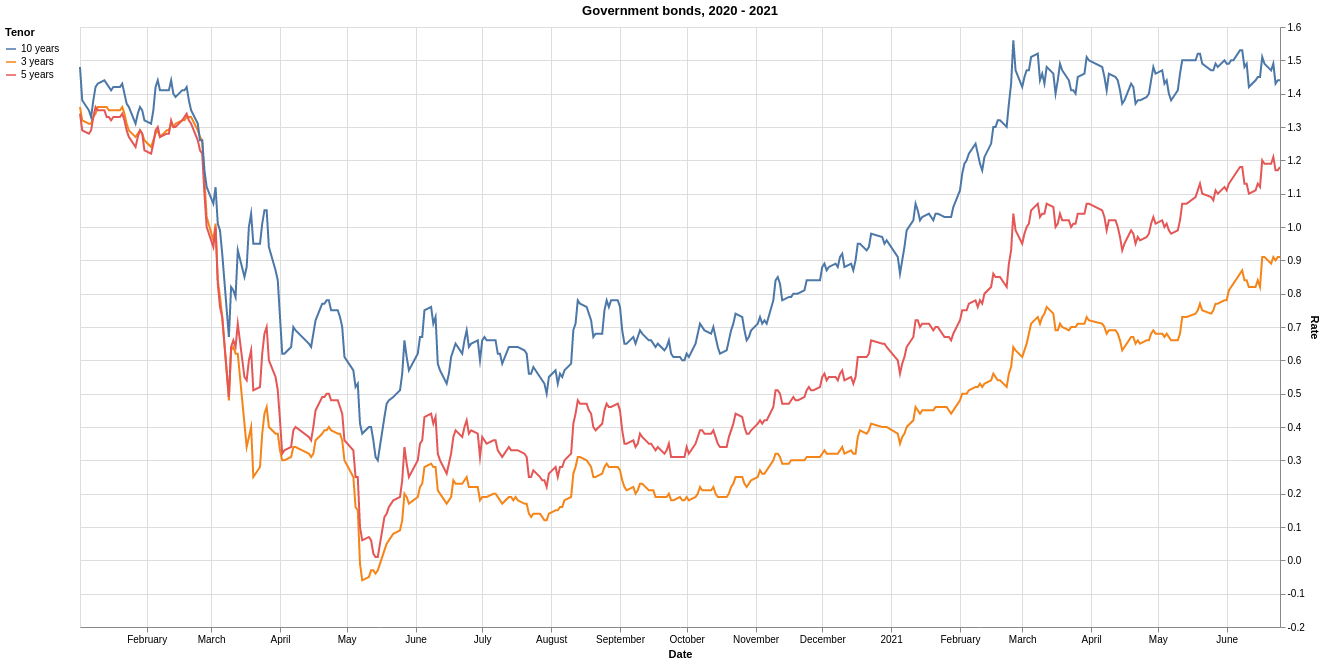 Government bonds, 2020 - 2021
Tenor
10 years
3 years
5 years
1.6
1.5
1.4
1.3
1.2
1.1
1.0
0.9
0.8
0.7
0.6
0.5
0.4
0.3
0.2
0.1
0.0
-0.1
-0.2
Rate
February March April May June July August September October November December 2021 February March April May June
Date